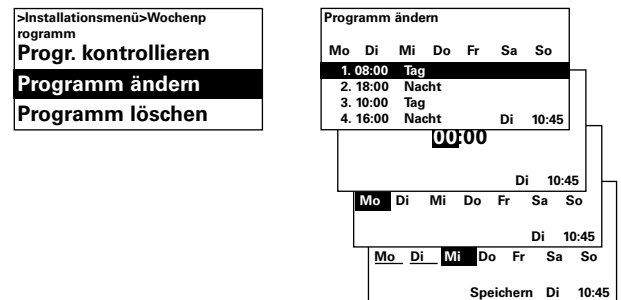 >Installationsmenü>Wochenp
rogramm
Progr. kontrollieren
Programm ändern
Programm löschen
Programm ändern
Mo Di Mi Do Fr Sa So
1. 08:00 Tag
2. 18:00 Nacht
3. 10:00 Tag
4. 16:00 Nacht Di 10:45
00:00
Di 10:45
Mo Di Mi Do Fr Sa So
Di 10:45
Mo Di Mi Do Fr Sa So
Speichern Di 10:45